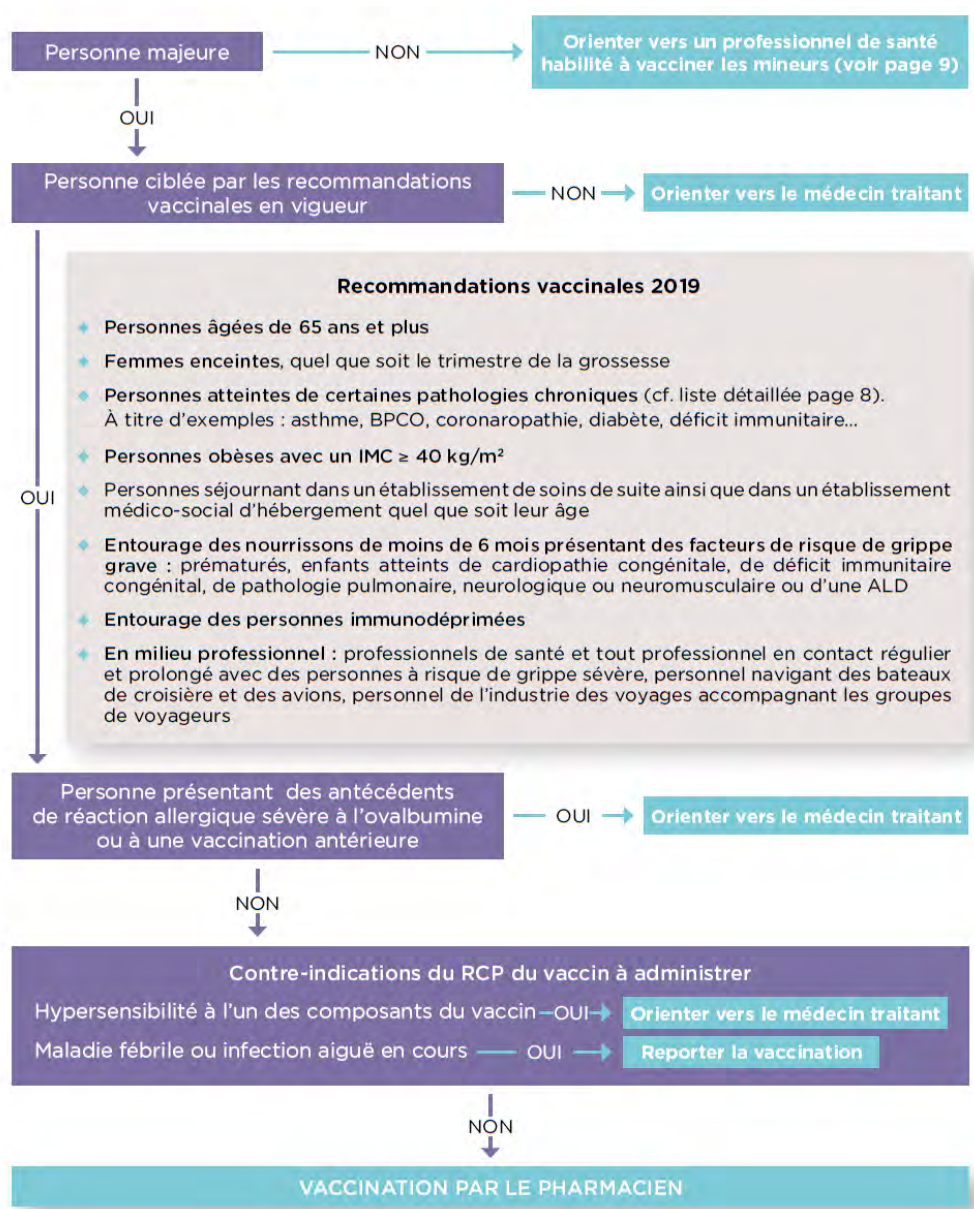 Personne majeure
NON
Orienter vers un professionnel de santé
habilité à vacciner les mineurs (voir page 9)
OUI
Personne ciblée par les recommandations
vaccinales en vigueur
NON
Orienter vers le médecin traitant
Recommandations vaccinales 2019
Personnes âgées de 65 ans et plus
Femmes enceintes, quel que soit le trimestre de la grossesse
Personnes atteintes de certaines pathologies chroniques (cf. liste détaillée page 8).
À titre d'exemples : asthme, BPCO, coronaropathie, diabète, déficit immunitaire...
Personnes obèses avec un IMC ≥ 40 kg/m²
OUI
Personnes séjournant dans un établissement de soins de suite ainsi que dans un établissement
médico-social d'hébergement quel que soit leur âge
Entourage des nourrissons de moins de 6 mois présentant des facteurs de risque de grippe
grave : prématurés, enfants atteints de cardiopathie congénitale, de déficit immunitaire
congénital, de pathologie pulmonaire, neurologique ou neuromusculaire ou d'une ALD
Entourage des personnes immunodéprimées
En milieu professionnel : professionnels de santé et tout professionnel en contact régulier
et prolongé avec des personnes à risque de grippe sévère, personnel navigant des bateaux
de croisière et des avions, personnel de l'industrie des voyages accompagnant les groupes
de voyageurs
Personne présentant des antécédents
de réaction allergique sévère à l'ovalbumine
ou à une vaccination antérieure
OUI
Orienter vers le médecin traitant
NON
Contre-indications du RCP du vaccin à administrer
Hypersensibilité à l'un des composants du vaccin OUI Orienter vers le médecin traitant
Maladie fébrile ou infection aiguë en cours OUI Reporter la vaccination
NON
VACCINATION PAR LE PHARMACIEN